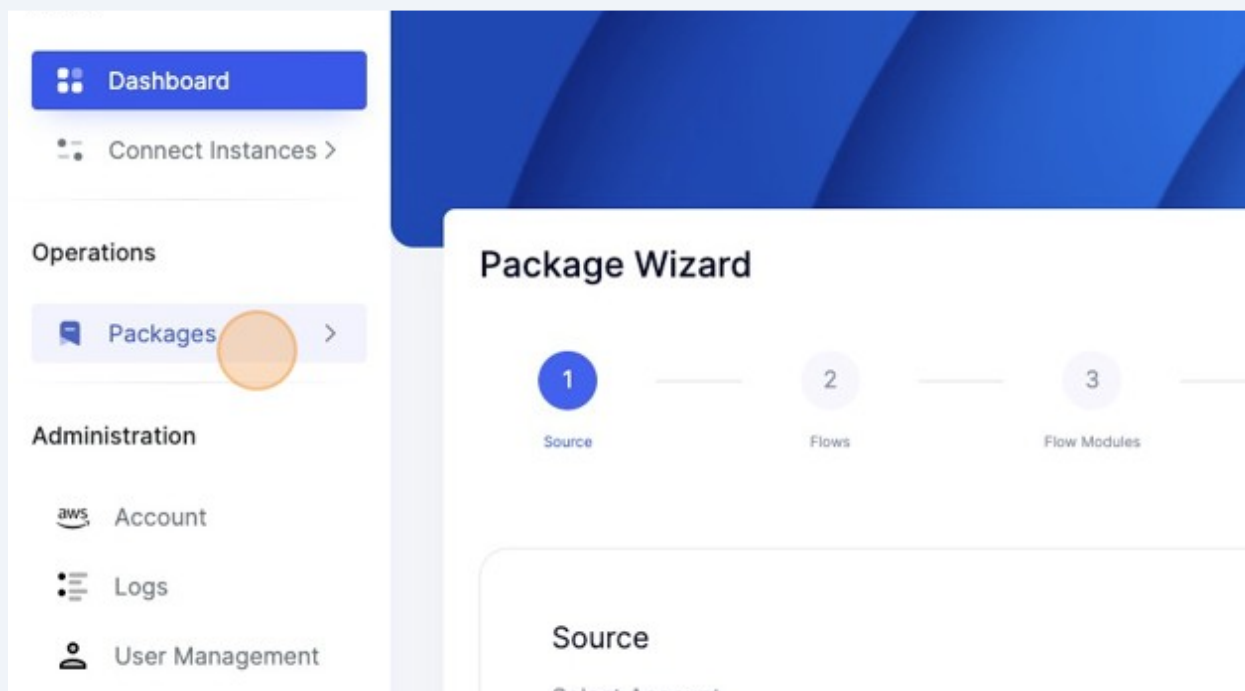 Dashboard
Connect Instances
Operations
Packages
Administration
aws Account
Logs
User Management
Package Wizard
1 2 3
Source Flows Flow Modules
Source